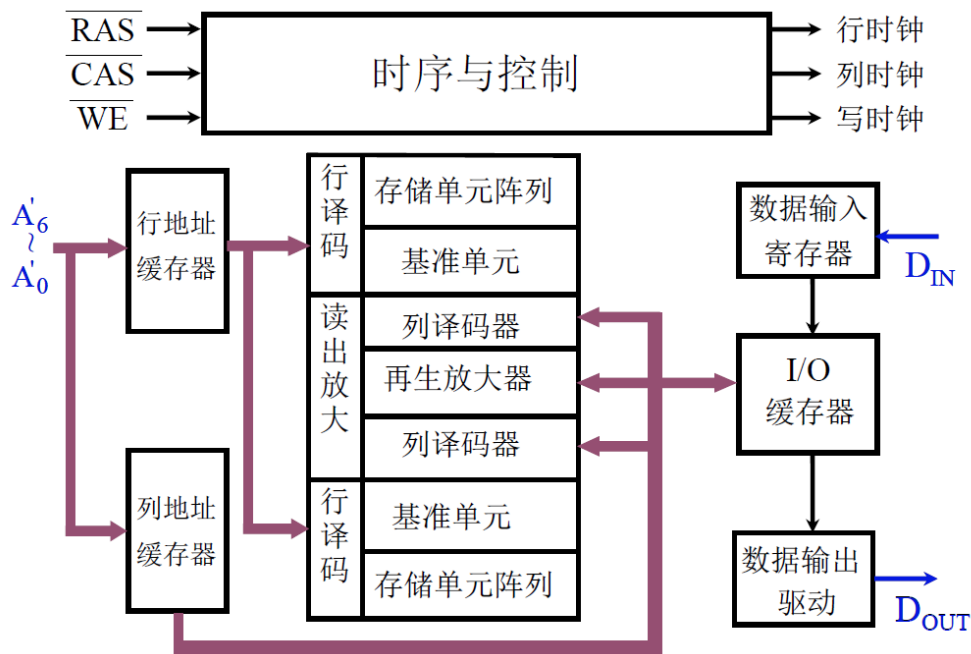 RAS
CAS
WE
时序与控制
行时钟
列时钟
写时钟
A'6
~
A'0
行地址
缓存器
列地址
缓存器
行译码
存储单元阵列
基准单元
读出放大
列译码器
再生放大器
列译码器
行译码
基准单元
存储单元阵列
数据输入
寄存器
DIN
I/O
缓存器
数据输出
驱动
DOUT